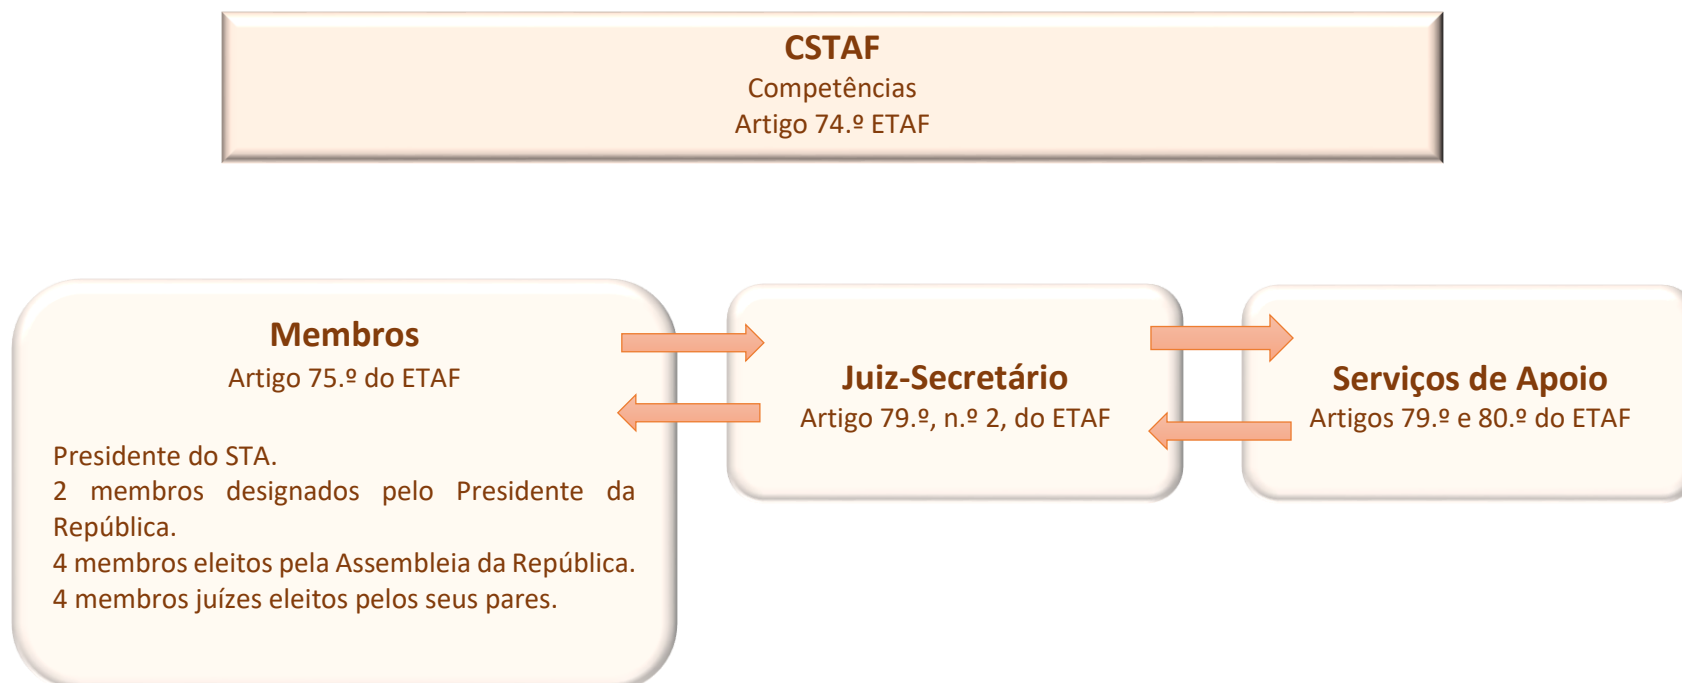 CSTAF
Competências
Artigo 74.º ETAF
Membros
Artigo 75.º do ETAF
Presidente do STA.
2 membros designados pelo Presidente da
República.
4 membros eleitos pela Assembleia da República.
4 membros juízes eleitos pelos seus pares.
Juiz-Secretário
Artigo 79.º, n.º 2, do ETAF
Serviços de Apoio
Artigos 79.º e 80.º do ETAF